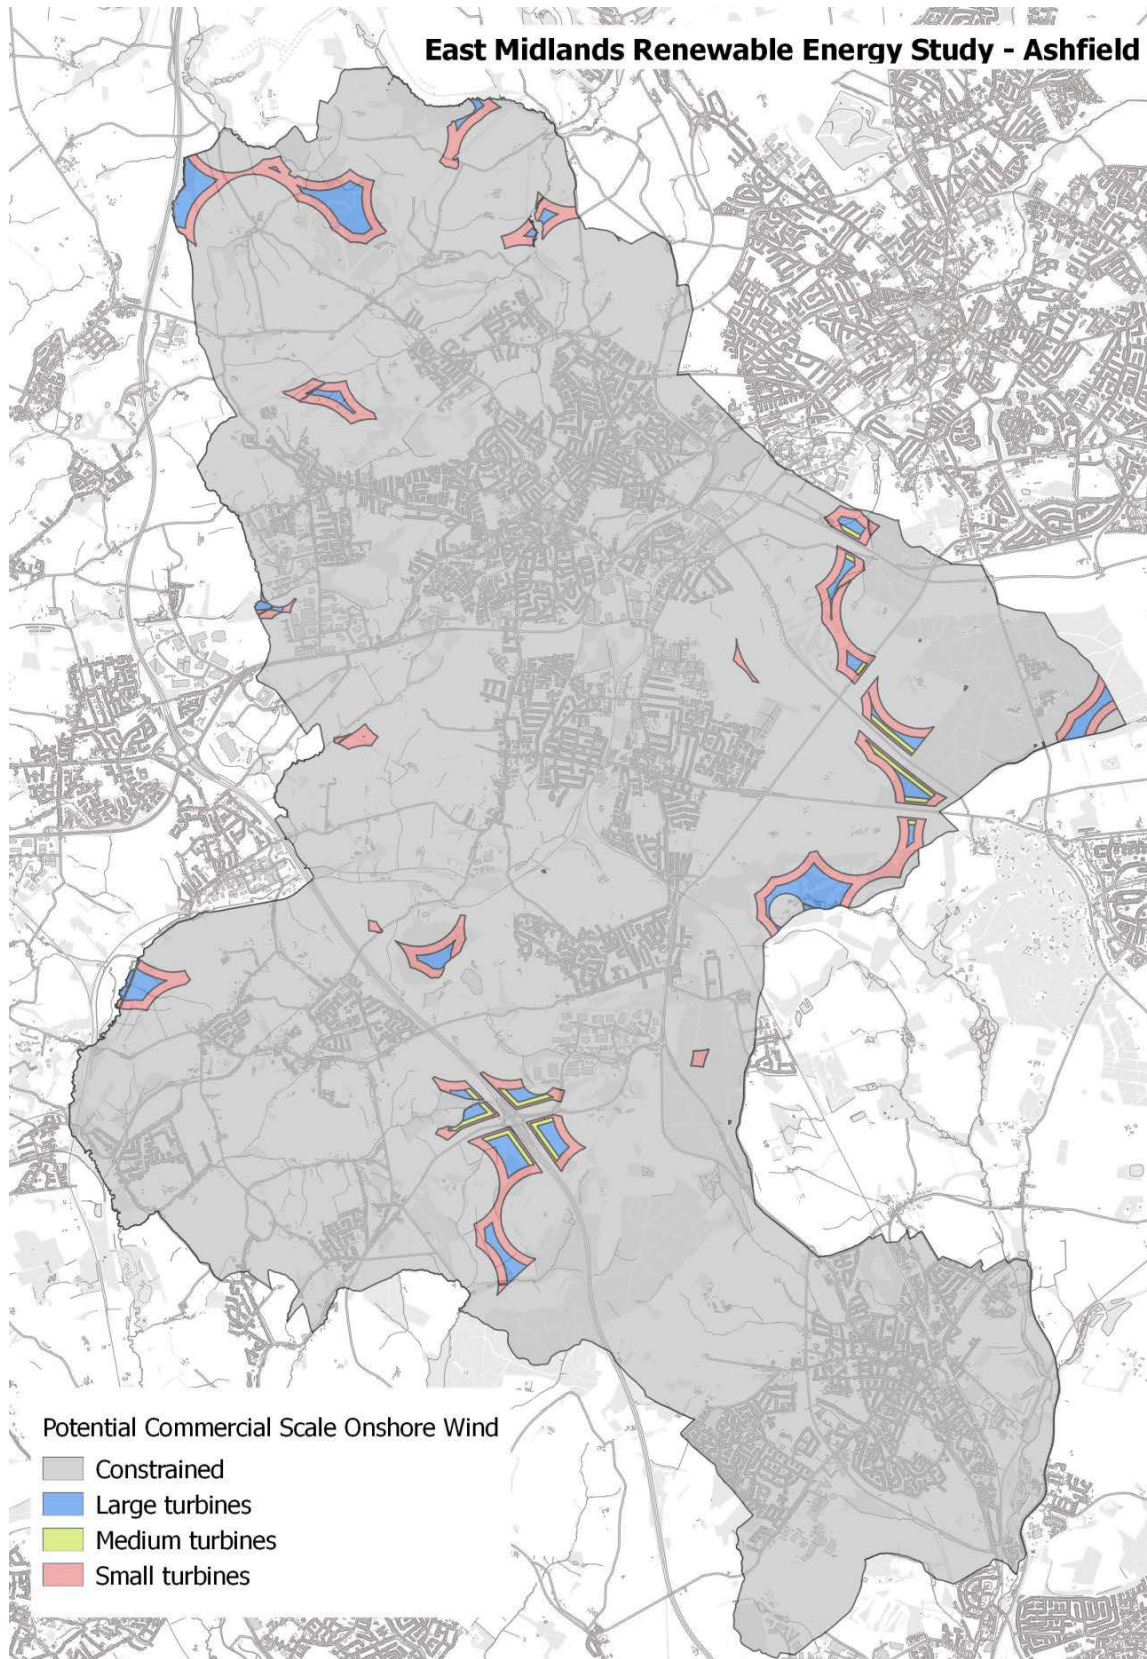 East Midlands Renewable Energy Study - Ashfield
Potential Commercial Scale Onshore Wind
Constrained
Large turbines
Medium turbines
Small turbines